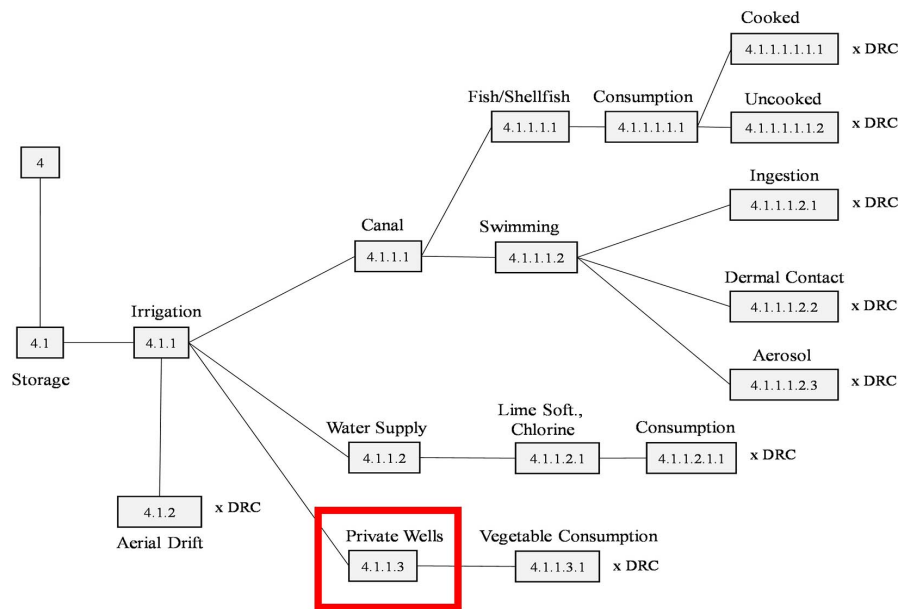 Cooked
4.1.1.1.1.1.1 x DRC
Fish/Shellfish Consumption Uncooked
4.1.1.1.1 4.1.1.1.1.1 4.1.1.1.1.1.2 x DRC
4
Ingestion
4.1.1.1.2.1 x DRC
Canal Swimming
4.1.1.1 4.1.1.1.2
Dermal Contact
4.1.1.1.2.2 x DRC
Irrigation
4.1 4.1.1
Storage
Aerosol
4.1.1.1.2.3 x DRC
Lime Soft.,
Water Supply Chlorine Consumption
4.1.1.2 4.1.1.2.1 4.1.1.2.1.1 x DRC
4.1.2 x DRC
Aerial Drift
Private Wells Vegetable Consumption
4.1.1.3 4.1.1.3.1 x DRC